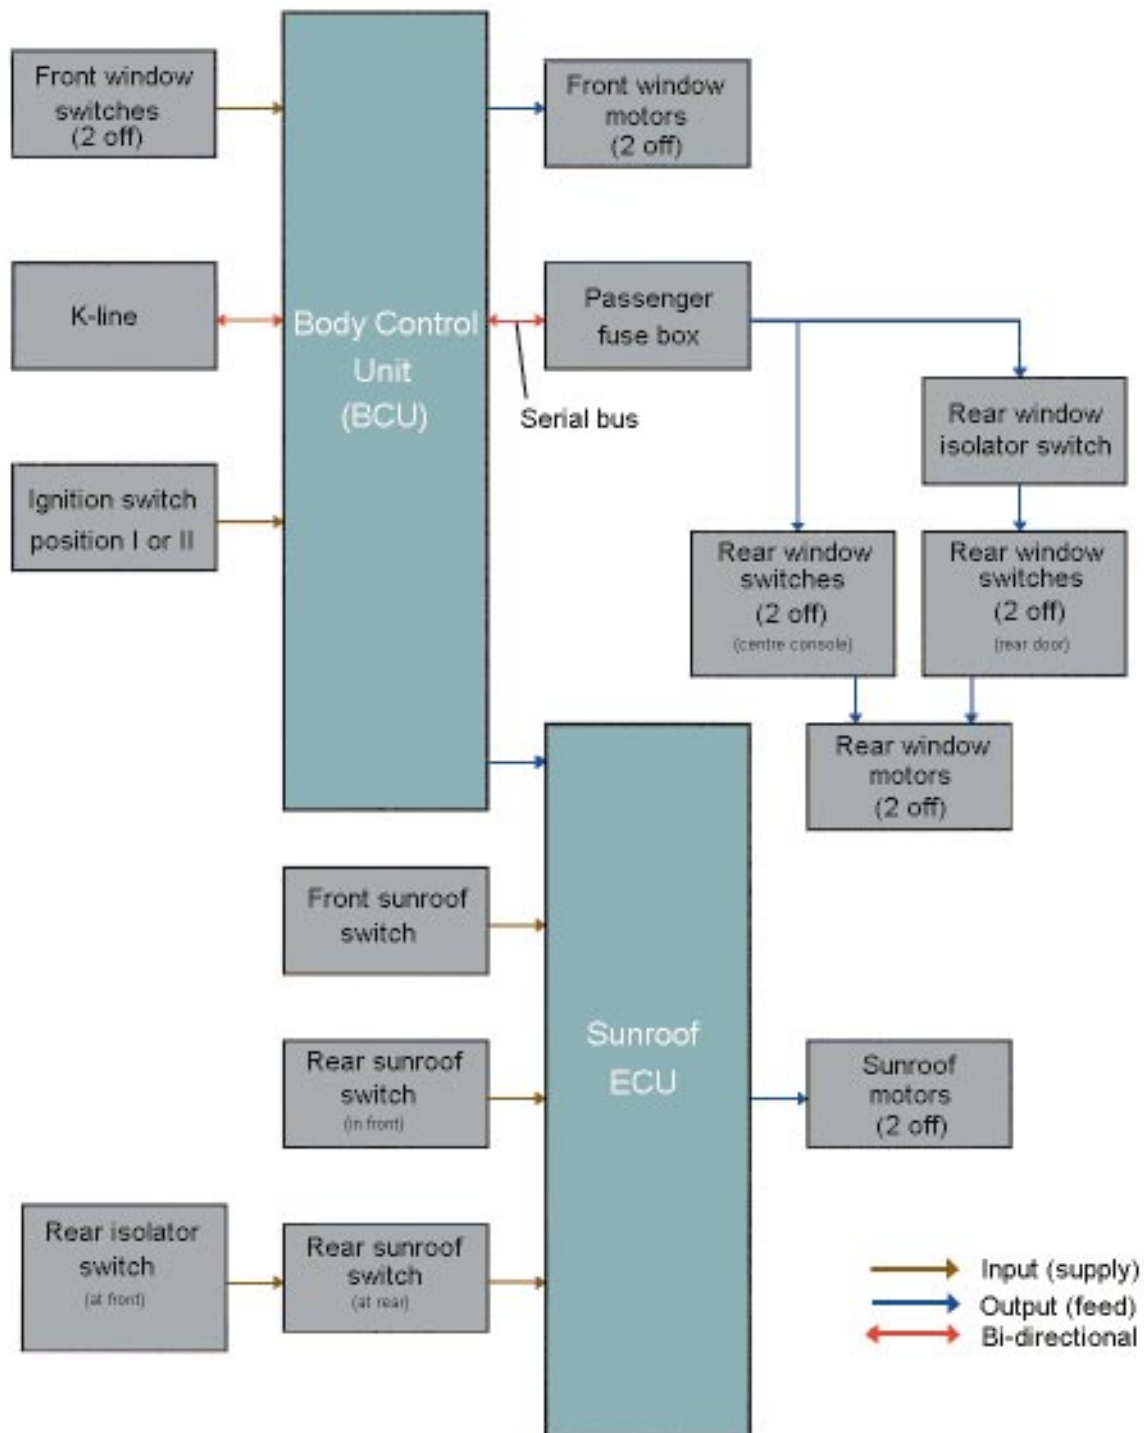 Front window
switches
(2 off)
Front window
motors
(2 off)
K-line
Body Control
Unit
(BCU)
Passenger
fuse box
Serial bus
Rear window
isolator switch
Ignition switch
position I or II
Rear window
switches
(2 off)
(centre console)
Rear window
switches
(2 off)
(rear door)
Rear window
motors
(2 off)
Front sunroof
switch
Sunroof
ECU
Rear sunroof
switch
(in front)
Sunroof
motors
(2 off)
Rear isolator
switch
(at front)
Rear sunroof
switch
(at rear)
Input (supply)
Output (feed)
Bi-directional